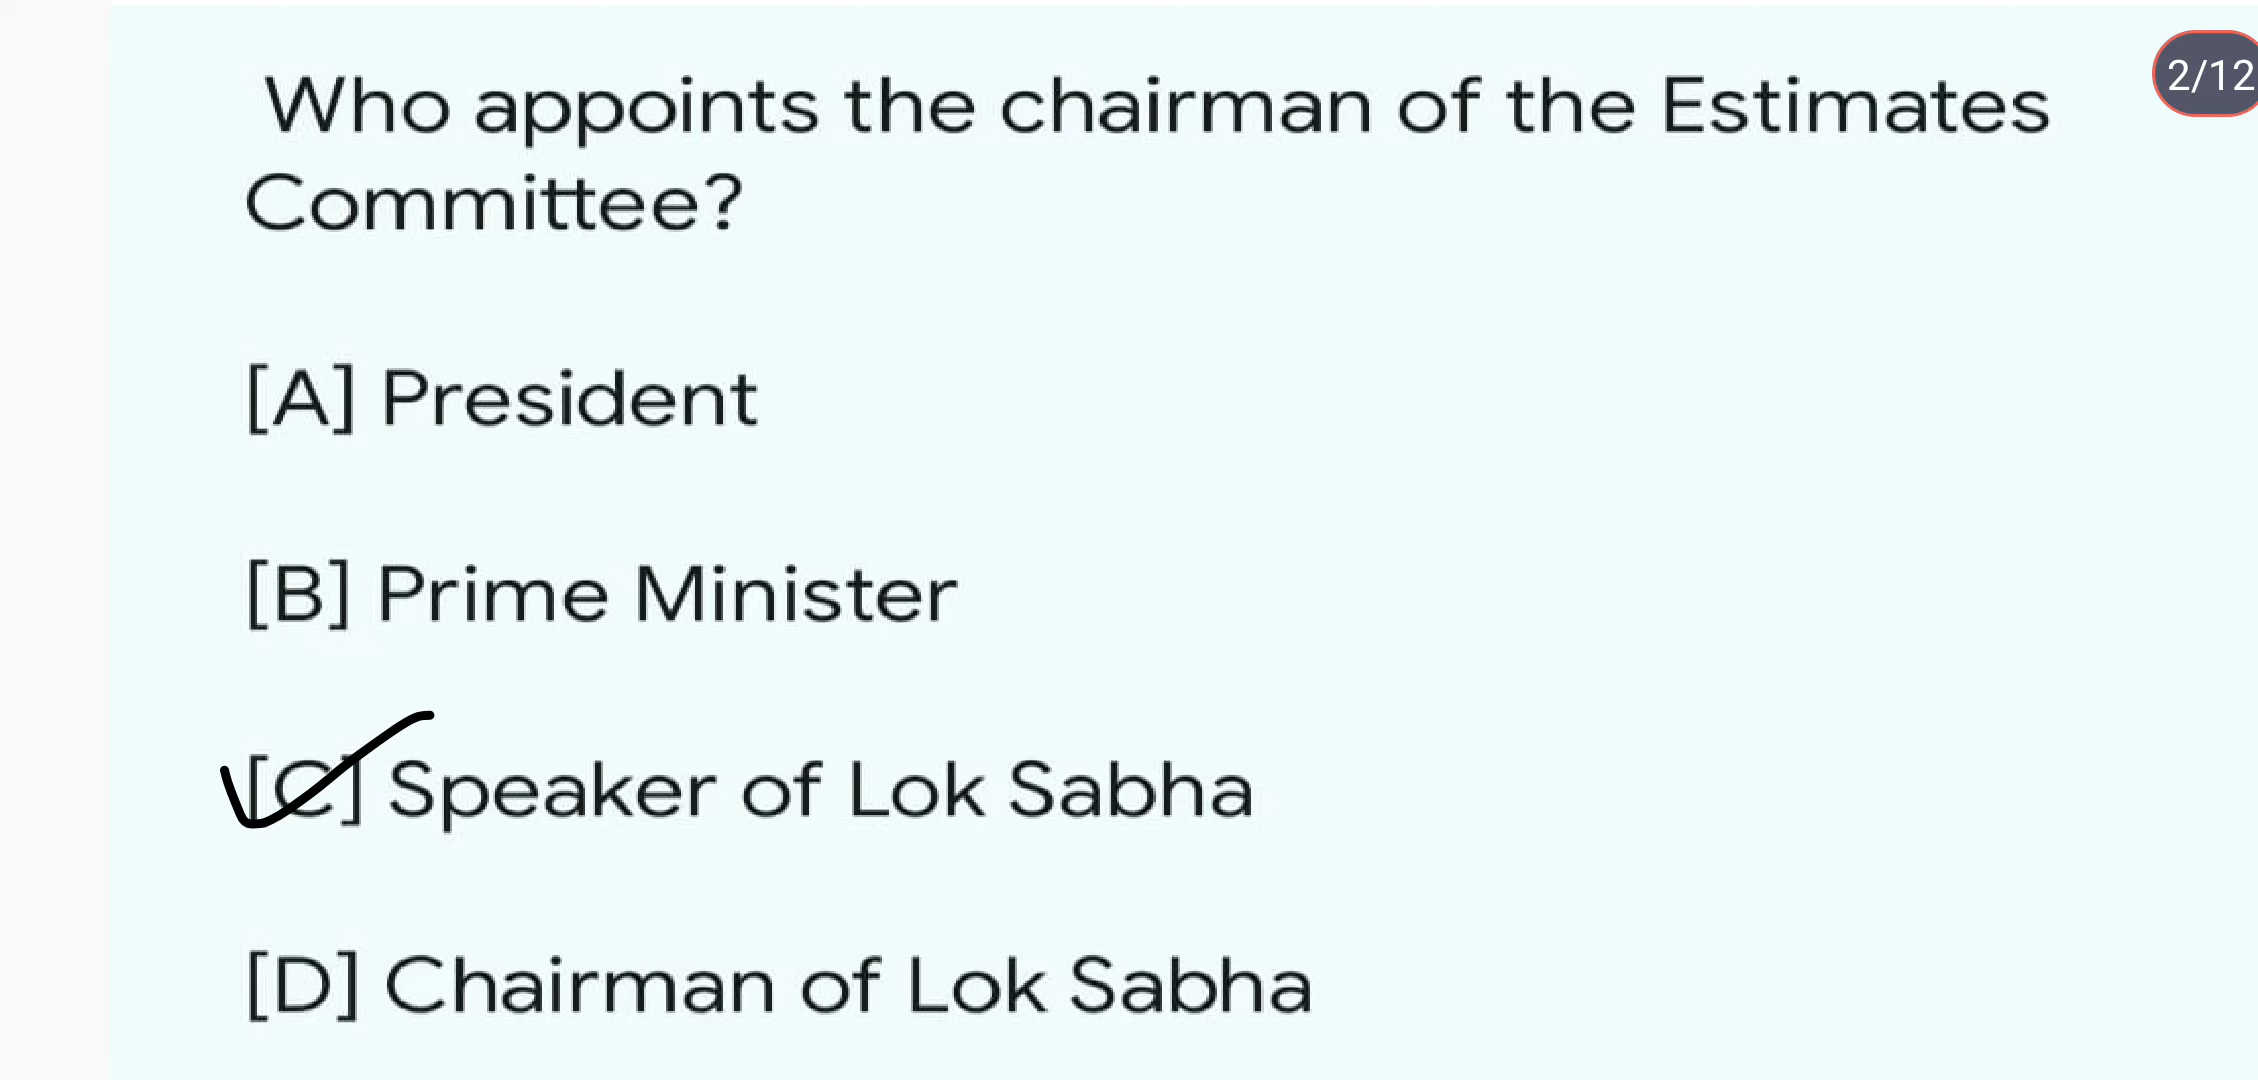 Who appoints the chairman of the Estimates
2/12
Committee?
[A] President
[B] Prime Minister
[C] Speaker of Lok Sabha
[D] Chairman of Lok Sabha